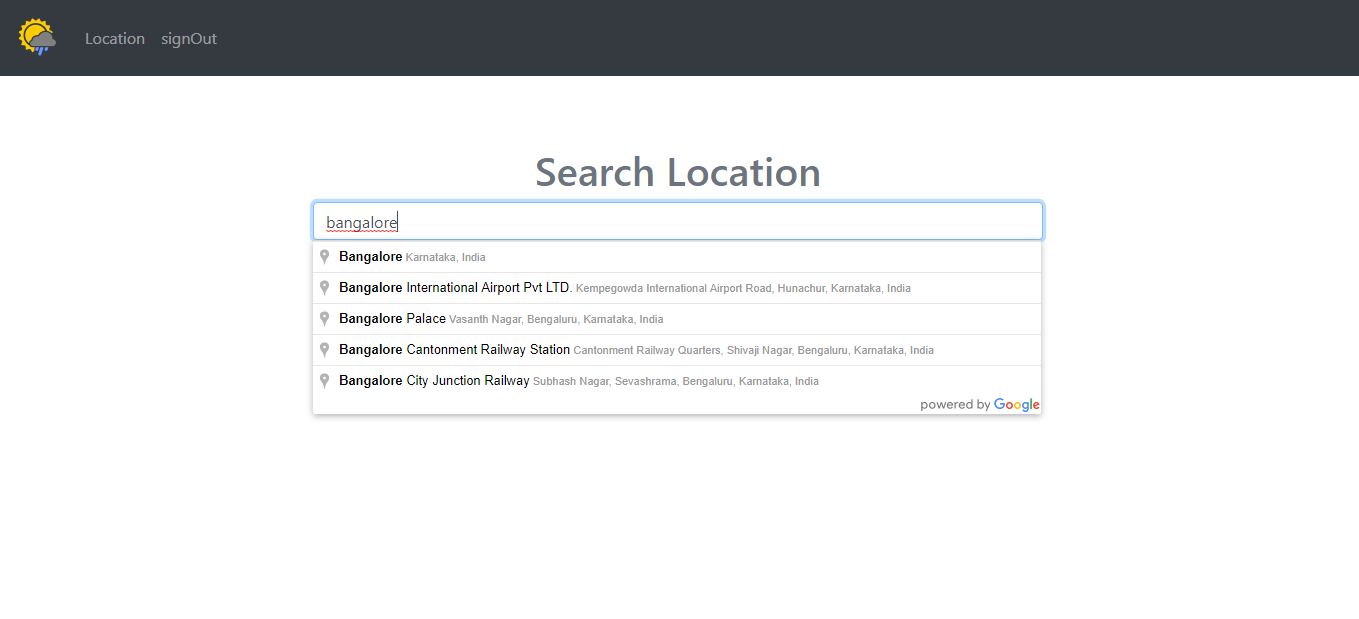 Location signOut
Search Location
bangalore
Bangalore Karnataka, India
Bangalore International Airport Pvt LTD. Kempegowda International Airport Road, Hunachur, Karnataka, India
Bangalore Palace Vasanth Nagar, Bengaluru, Karnataka, India
Bangalore Cantonment Railway Station Cantonment Railway Quarters, Shivaji Nagar, Bengaluru, Karnataka, India
Bangalore City Junction Railway Subhash Nagar, Sevashrama, Bengaluru, Karnataka, India
powered by Google